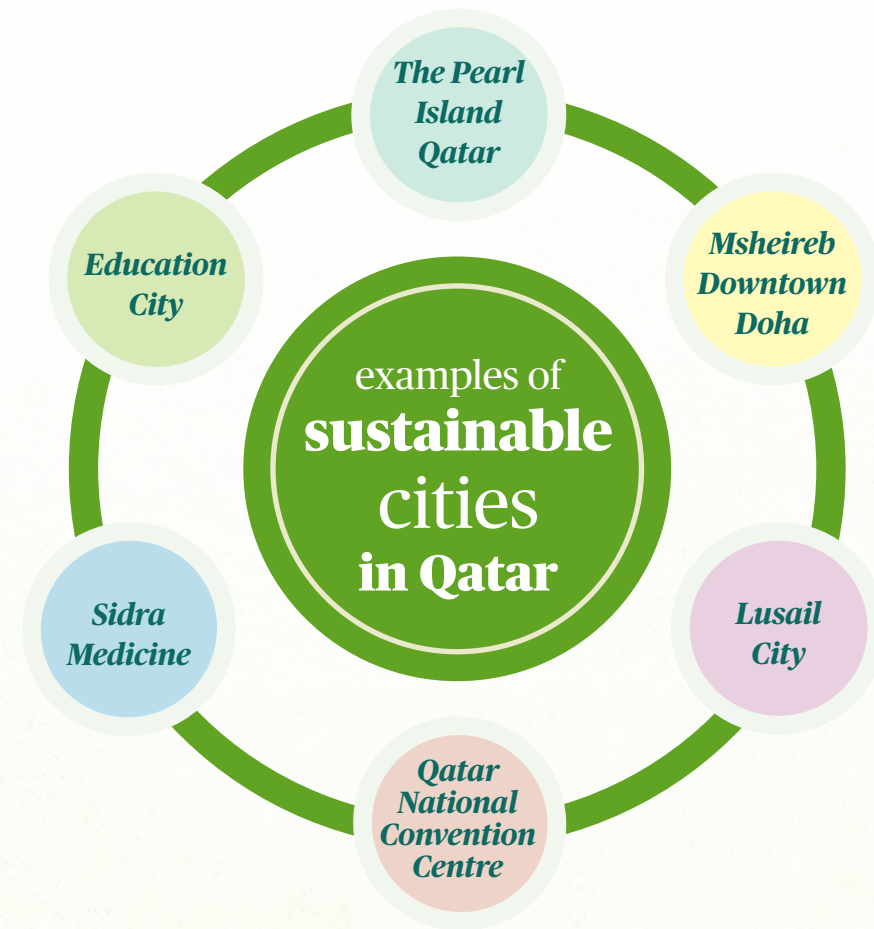 The Pearl
Island
Qatar
Msheireb
Downtown
Doha
Education
City
examples of
sustainable
cities
in Qatar
Sidra
Medicine
Lusail
City
Qatar
National
Convention
Centre